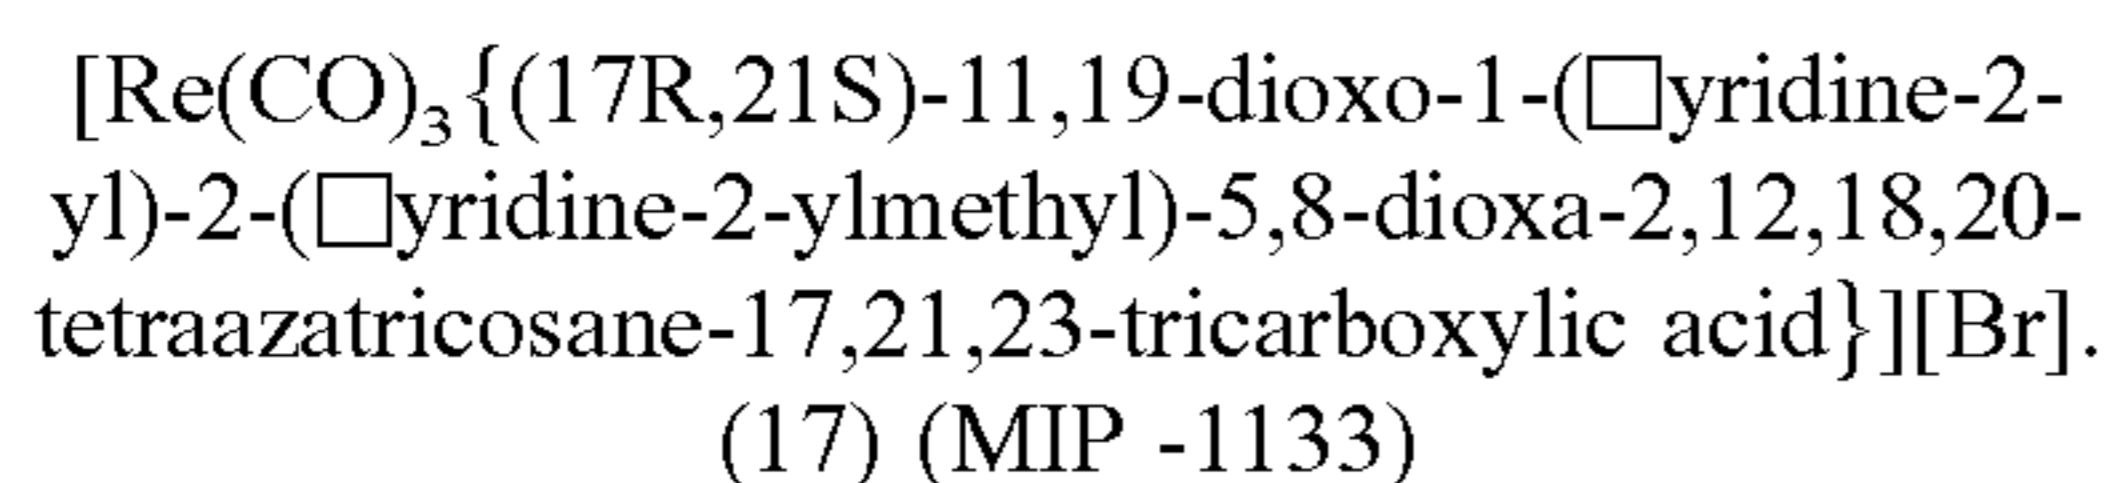 [Re(CO)₃{(17R,21S)-11,19-dioxo-1-(□yridine-2-
yl)-2-(□yridine-2-ylmethyl)-5,8-dioxa-2,12,18,20-
tetraazatricosane-17,21,23-tricarboxylic acid}][Br].
(17) (MIP -1133)